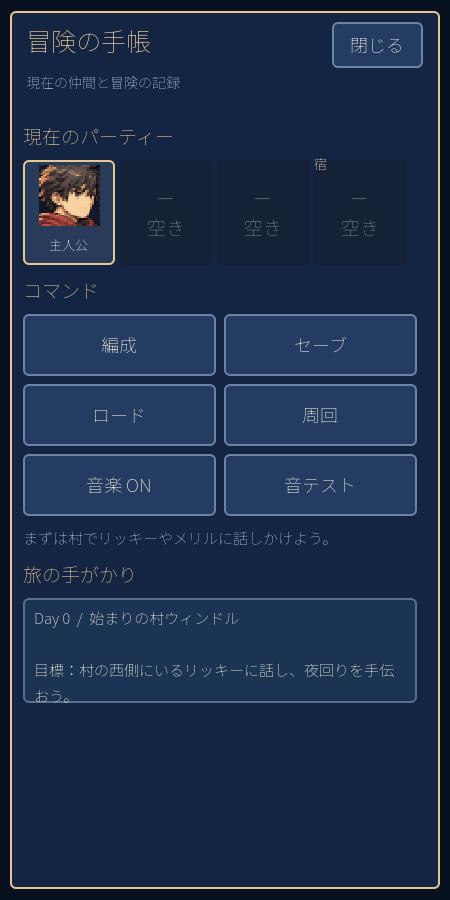 冒険の手帳
閉じる
現在の仲間と冒険の記録
現在のパーティー
宿
主人公
—
空き
—
空き
—
空き
コマンド
編成
セーブ
ロード
周回
音楽 ON
音テスト
まずは村でリッキーやメリルに話しかけよう。
旅の手がかり
Day 0 / 始まりの村ウィンドル
目標：村の西側にいるリッキーに話し、夜回りを手伝
おう。